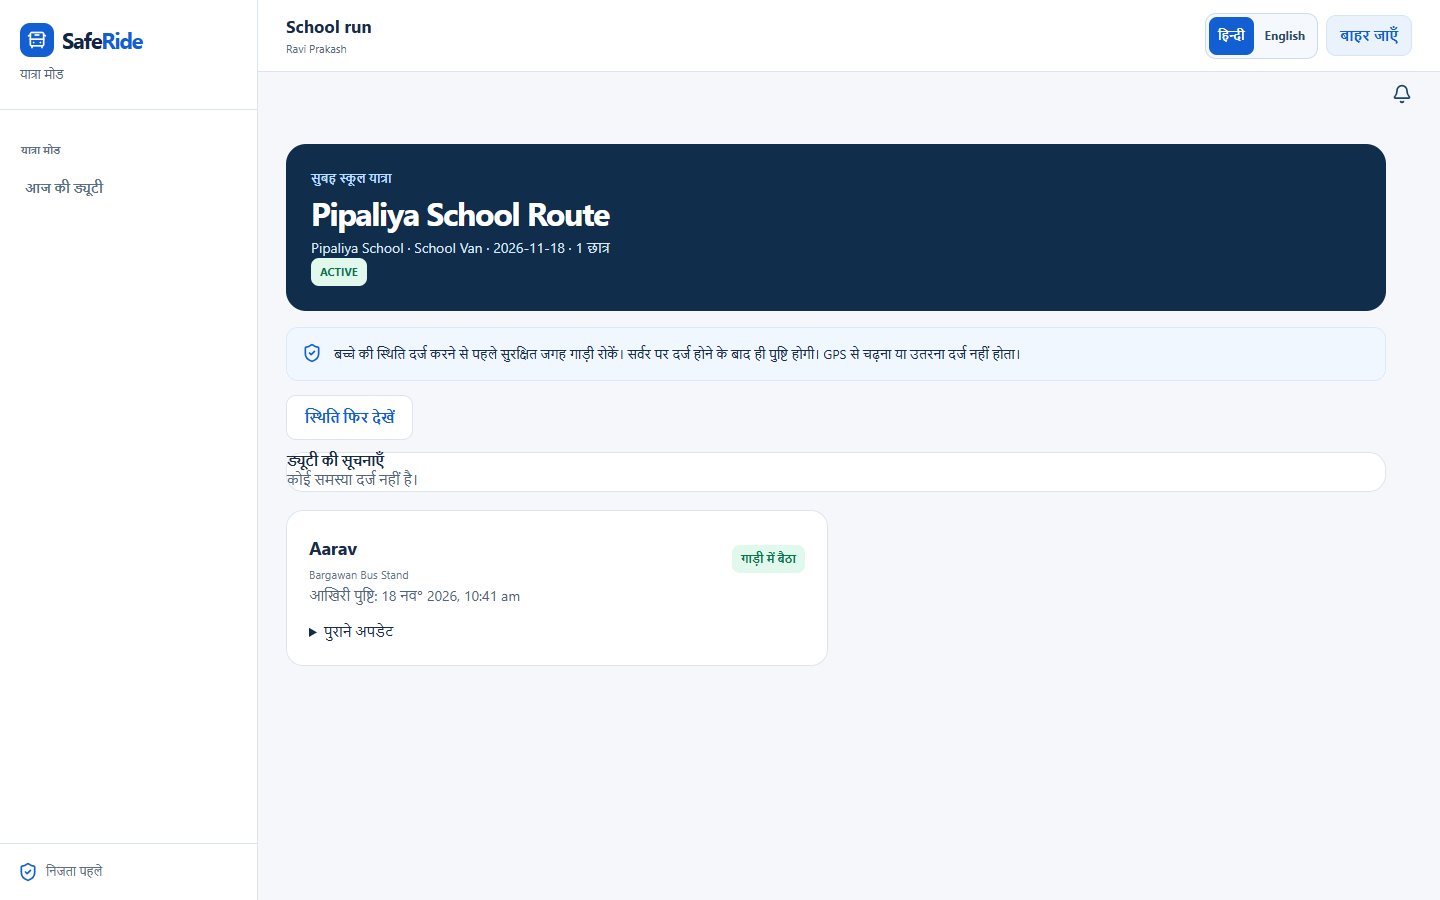 SafeRide
यात्रा मोड
यात्रा मोड
आज की ड्यूटी
निजता पहले
School run
Ravi Prakash
हिन्दी English बाहर जाएँ
सुबह स्कूल यात्रा
Pipaliya School Route
Pipaliya School · School Van · 2026-11-18 · 1 छात्र
ACTIVE
बच्चे की स्थिति दर्ज करने से पहले सुरक्षित जगह गाड़ी रोकें। सर्वर पर दर्ज होने के बाद ही पुष्टि होगी। GPS से चढ़ना या उतरना दर्ज नहीं होता।
स्थिति फिर देखें
ड्यूटी की सूचनाएँ
कोई समस्या दर्ज नहीं है।
Aarav
गाड़ी में बैठा
Bargawan Bus Stand
आखिरी पुष्टि: 18 नव॰ 2026, 10:41 am
पुराने अपडेट